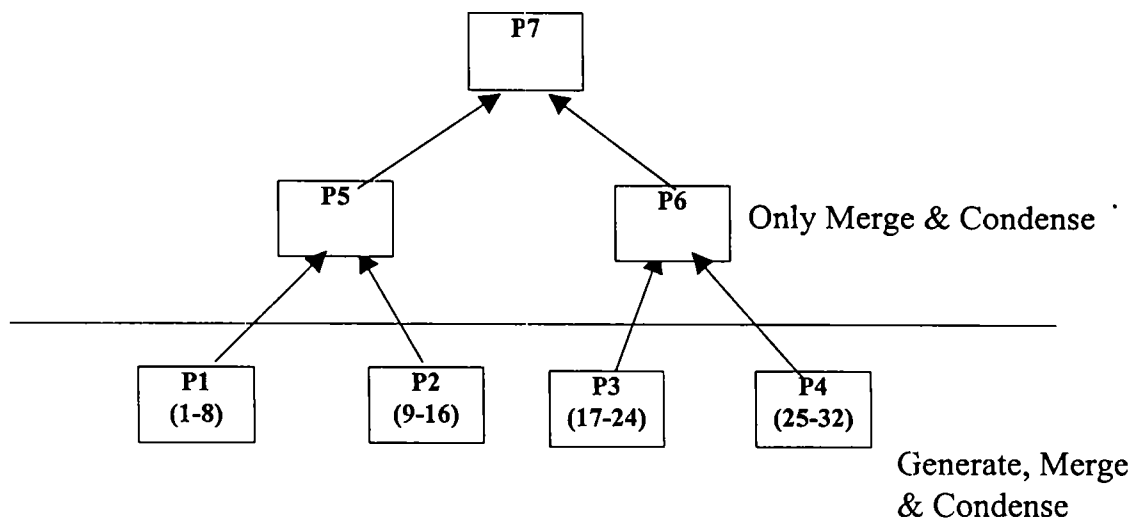 P7
P5
P6
Only Merge & Condense
P1
(1-8)
P2
(9-16)
P3
(17-24)
P4
(25-32)
Generate, Merge
& Condense